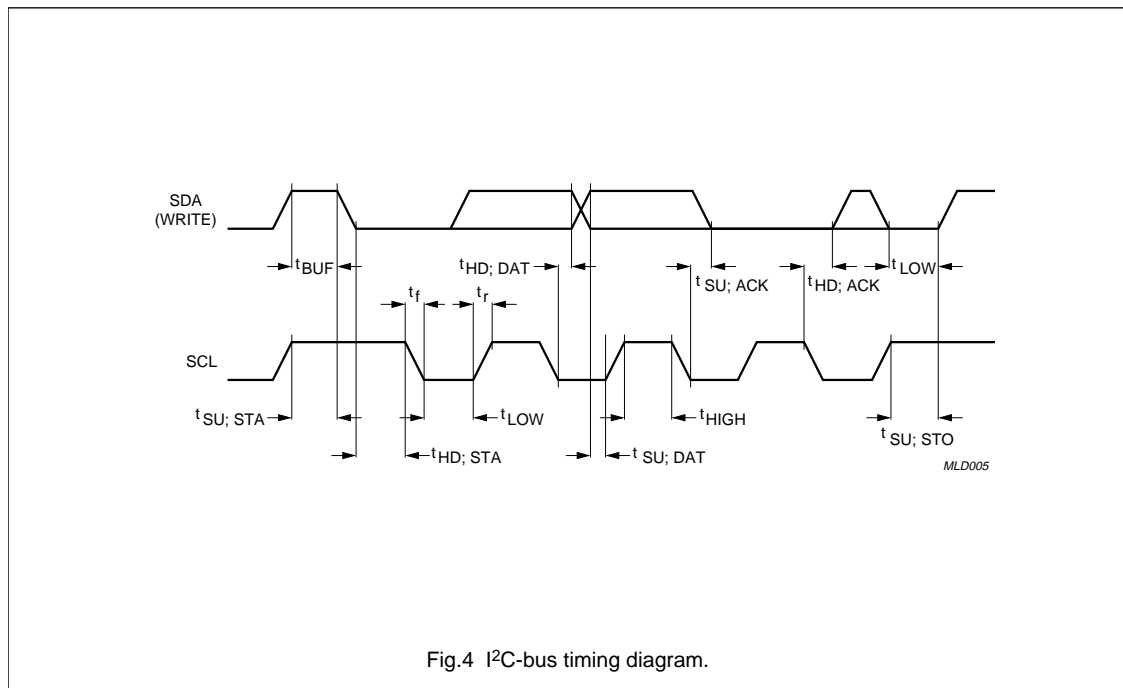 SDA
(WRITE)
tBUF
tHD; DAT
tSU; ACK
tHD; ACK
tLOW
tf
tr
SCL
tSU; STA
tLOW
tHIGH
tSU; STO
tHD; STA
tSU; DAT
MLD005
Fig.4 I2C-bus timing diagram.